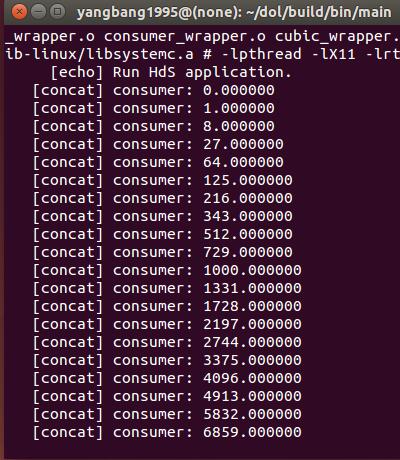 yangbang1995@(none): ~/dol/build/bin/main
_wrapper.o consumer_wrapper.o cubic_wrapper.
ib-linux/libsystemc.a # -lpthread -lX11 -lrt
[echo] Run HdS application.
[concat] consumer: 0.000000
[concat] consumer: 1.000000
[concat] consumer: 8.000000
[concat] consumer: 27.000000
[concat] consumer: 64.000000
[concat] consumer: 125.000000
[concat] consumer: 216.000000
[concat] consumer: 343.000000
[concat] consumer: 512.000000
[concat] consumer: 729.000000
[concat] consumer: 1000.000000
[concat] consumer: 1331.000000
[concat] consumer: 1728.000000
[concat] consumer: 2197.000000
[concat] consumer: 2744.000000
[concat] consumer: 3375.000000
[concat] consumer: 4096.000000
[concat] consumer: 4913.000000
[concat] consumer: 5832.000000
[concat] consumer: 6859.000000